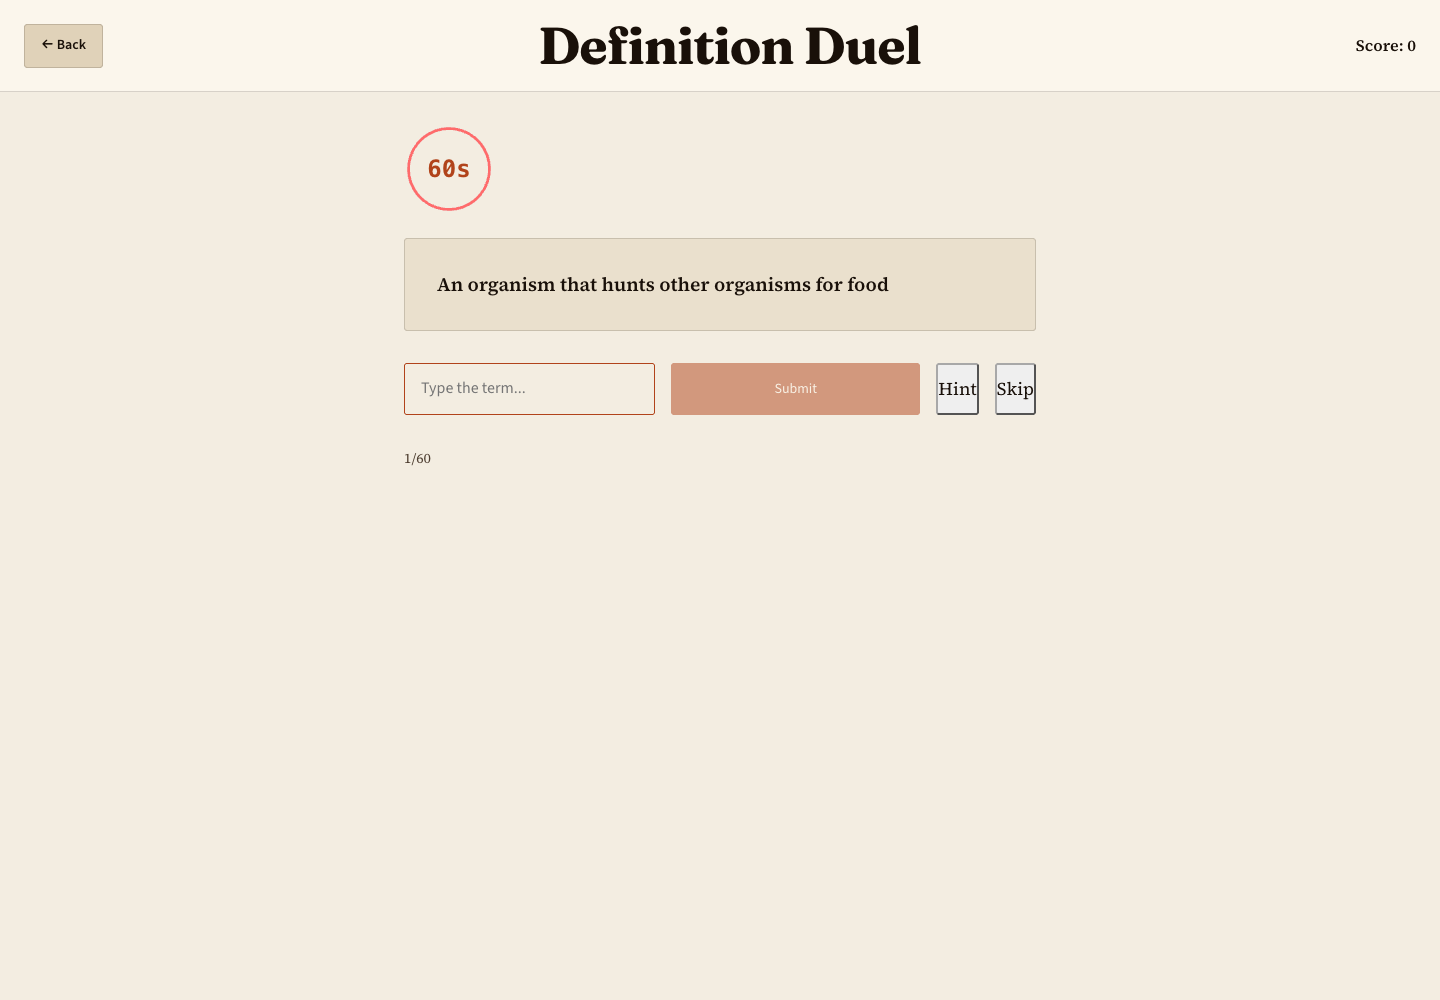 ← Back
Definition Duel
Score: 0
60s
An organism that hunts other organisms for food
Type the term...
Submit
Hint
Skip
1/60